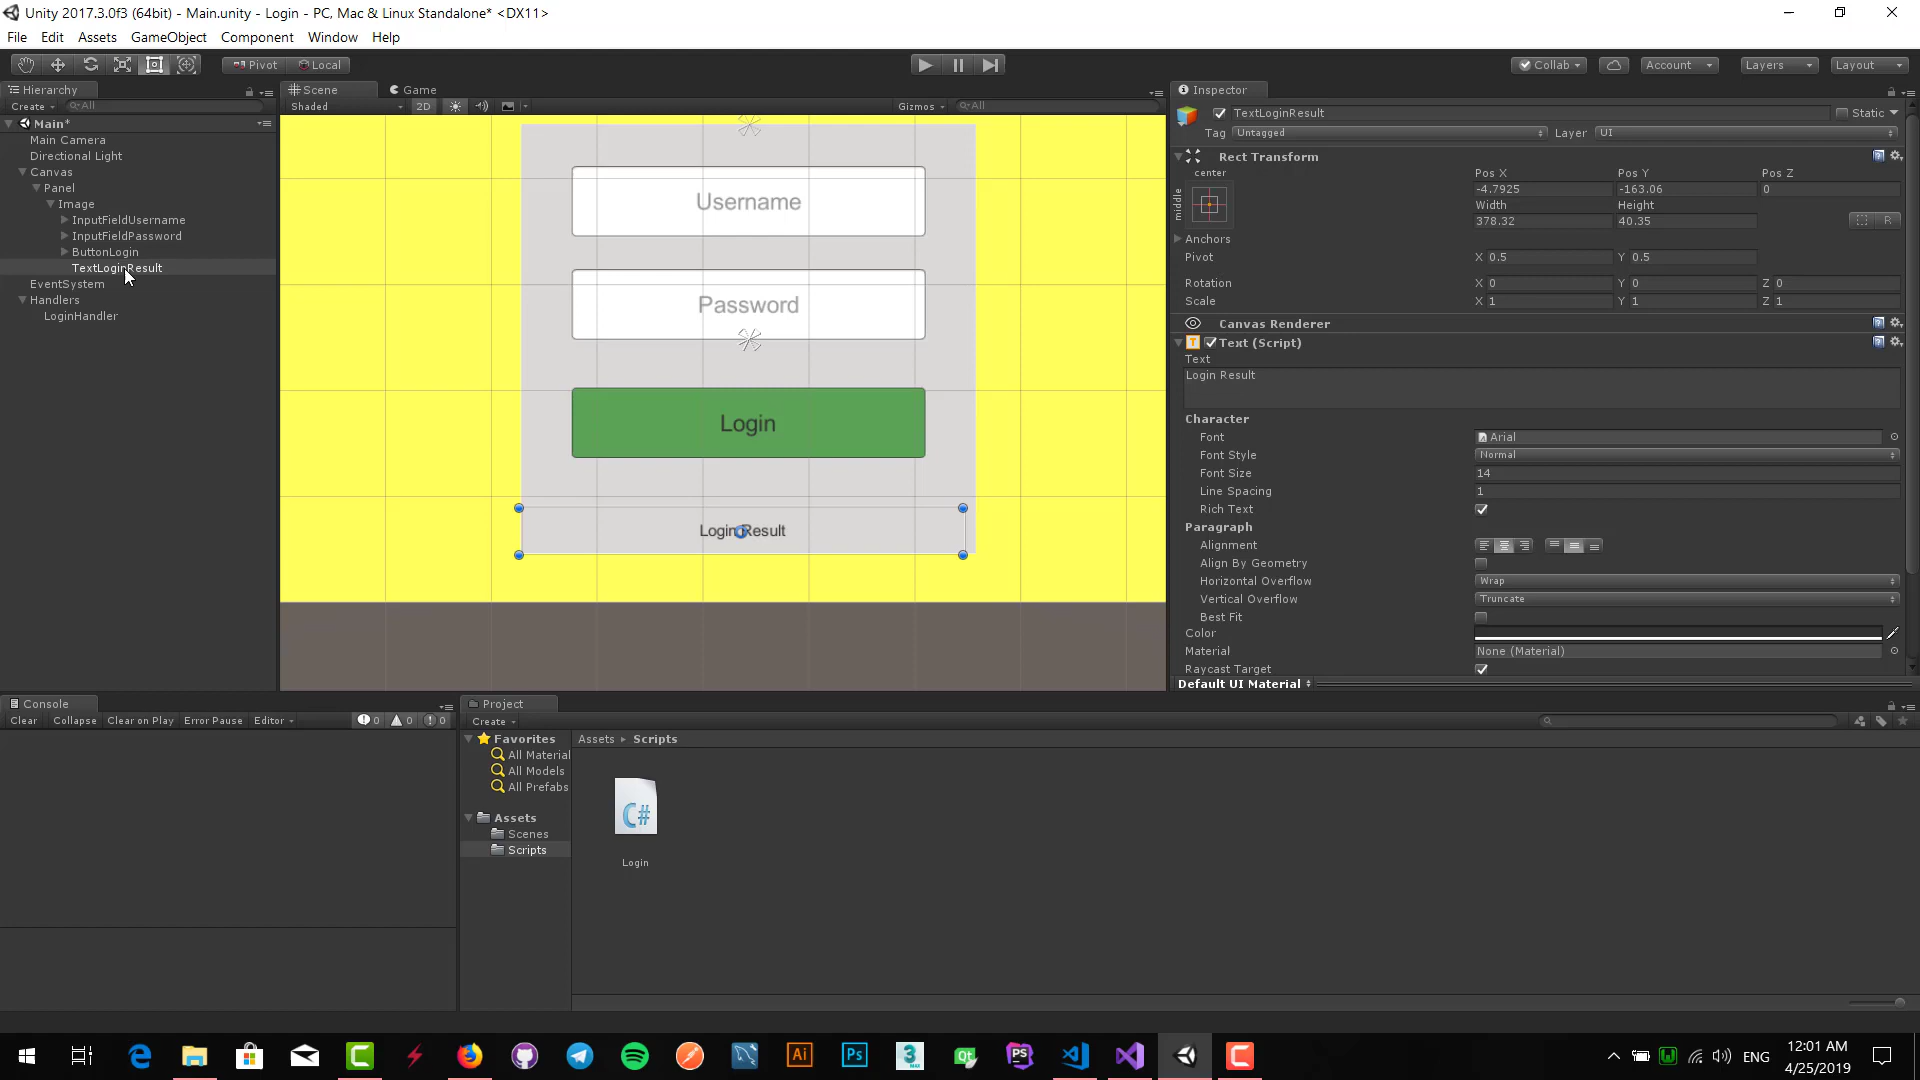 Unity 2017.3.0f3 (64bit) - Main.unity - Login - PC, Mac & Linux Standalone* <DX11>
File Edit Assets GameObject Component Window Help
Pivot Local Collab Account Layers Layout
Hierarchy
Create All
Main*
Main Camera
Directional Light
Canvas
Panel
Image
InputFieldUsername
InputFieldPassword
ButtonLogin
TextLoginResult
EventSystem
Handlers
LoginHandler
Scene Game
Shaded 2D Gizmos All
Username
Password
Login
Login Result
Inspector
TextLoginResult Static
Tag Untagged Layer UI
Rect Transform
center
middle
Pos X Pos Y Pos Z
-4.7925 -163.06 0
Width Height
378.32 40.35 R
Anchors
Pivot X 0.5 Y 0.5
Rotation X 0 Y 0 Z 0
Scale X 1 Y 1 Z 1
Canvas Renderer
Text (Script)
Text
Login Result
Character
Font Arial
Font Style Normal
Font Size 14
Line Spacing 1
Rich Text
Paragraph
Alignment
Align By Geometry
Horizontal Overflow Wrap
Vertical Overflow Truncate
Best Fit
Color
Material None (Material)
Raycast Target
Default UI Material
Console
Clear Collapse Clear on Play Error Pause Editor 0 0 0
Project
Create
Favorites
All Material
All Models
All Prefabs
Assets
Scenes
Scripts
Assets Scripts
C#
Login
ENG
12:01 AM
4/25/2019